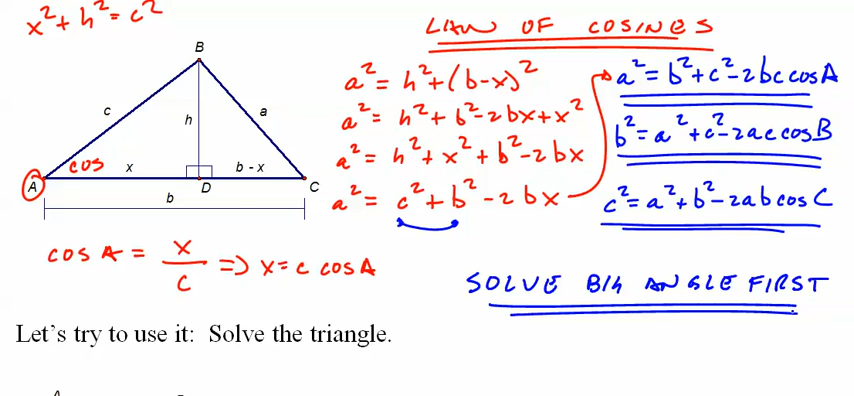 x² + h² = c²
LAW OF COSINES
B
c
h
a
cos
x
b - x
A
D
C
b
a² = h² + (b-x)²
a² = h² + b² - 2bx + x²
a² = h² + x² + b² - 2bx
a² = c² + b² - 2bx
a² = b² + c² - 2bc cos A
b² = a² + c² - 2ac cos B
c² = a² + b² - 2ab cos C
cos A = x/c => x = c cos A
SOLVE BIG ANGLE FIRST
Let's try to use it: Solve the triangle.